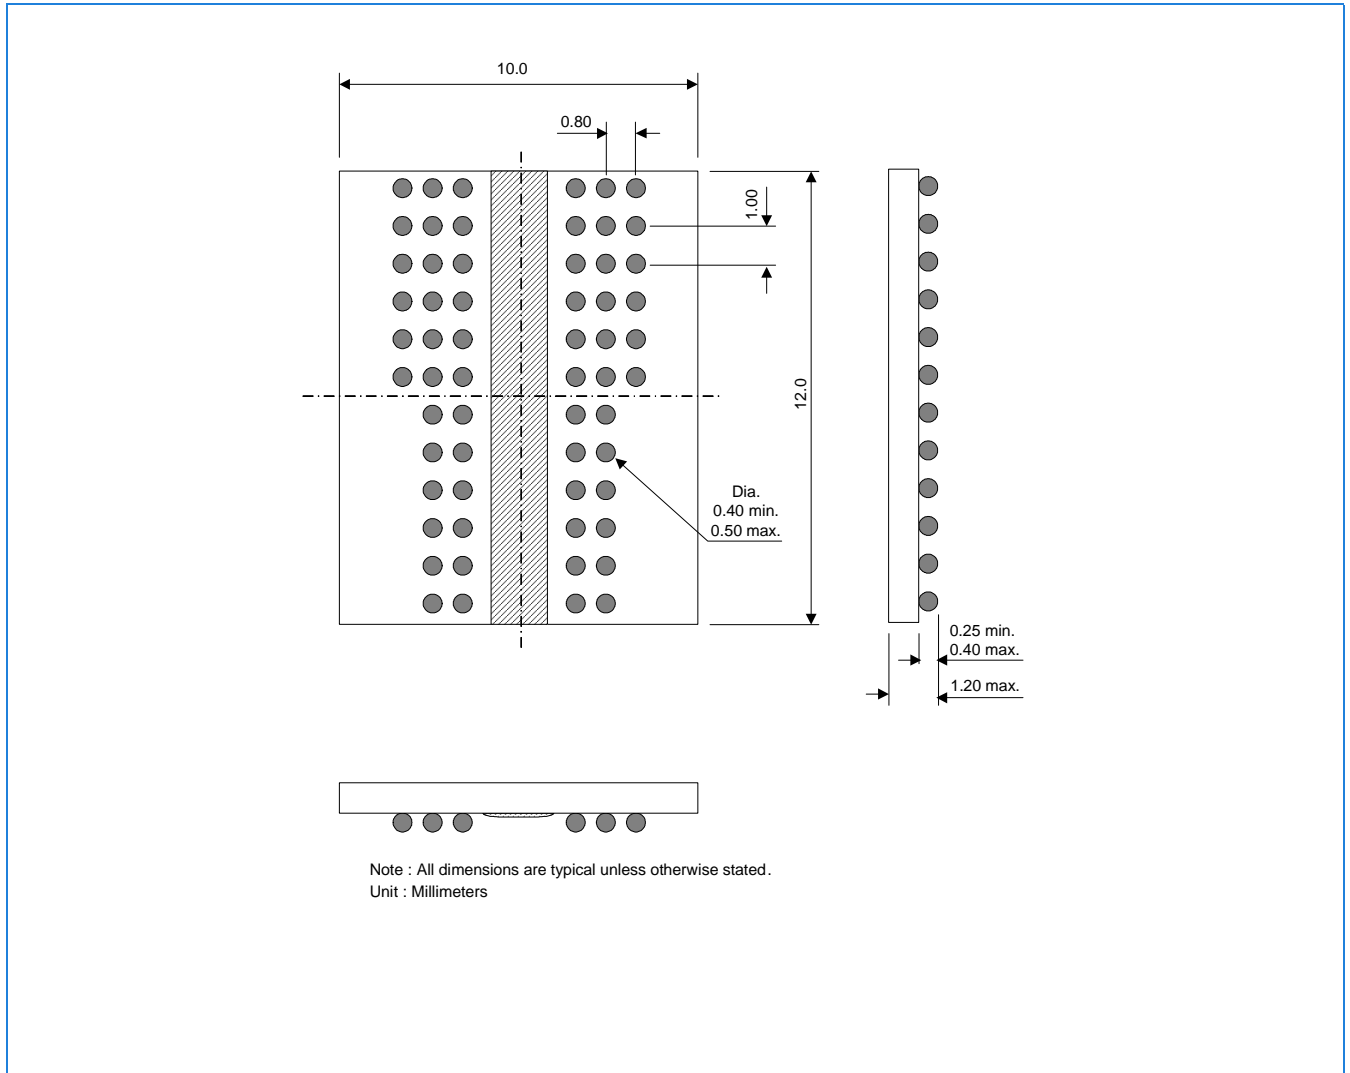 10.0
0.80
1.00
12.0
Dia.
0.40 min.
0.50 max.
0.25 min.
0.40 max.
1.20 max.
Note : All dimensions are typical unless otherwise stated.
Unit : Millimeters